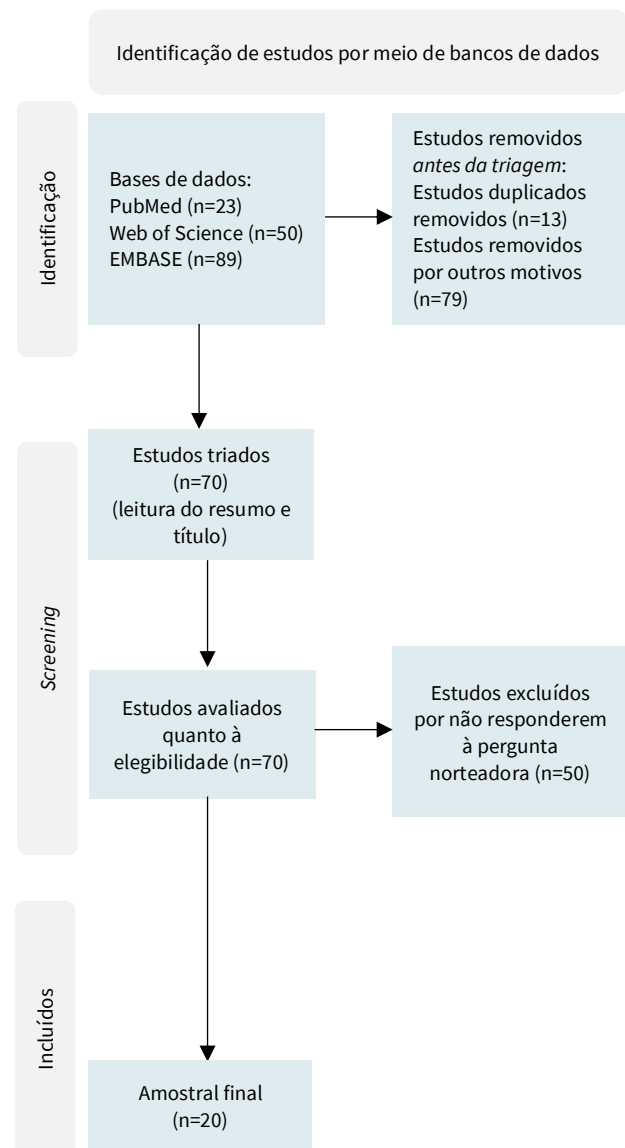 Identificação de estudos por meio de bancos de dados
Identificação
Bases de dados:
PubMed (n=23)
Web of Science (n=50)
EMBASE (n=89)
Estudos removidos
antes da triagem:
Estudos duplicados
removidos (n=13)
Estudos removidos
por outros motivos
(n=79)
Screening
Estudos triados
(n=70)
(leitura do resumo e
título)
Estudos avaliados
quanto à
elegibilidade (n=70)
Estudos excluídos
por não responderem
à pergunta
norteadora (n=50)
Incluídos
Amostral final
(n=20)